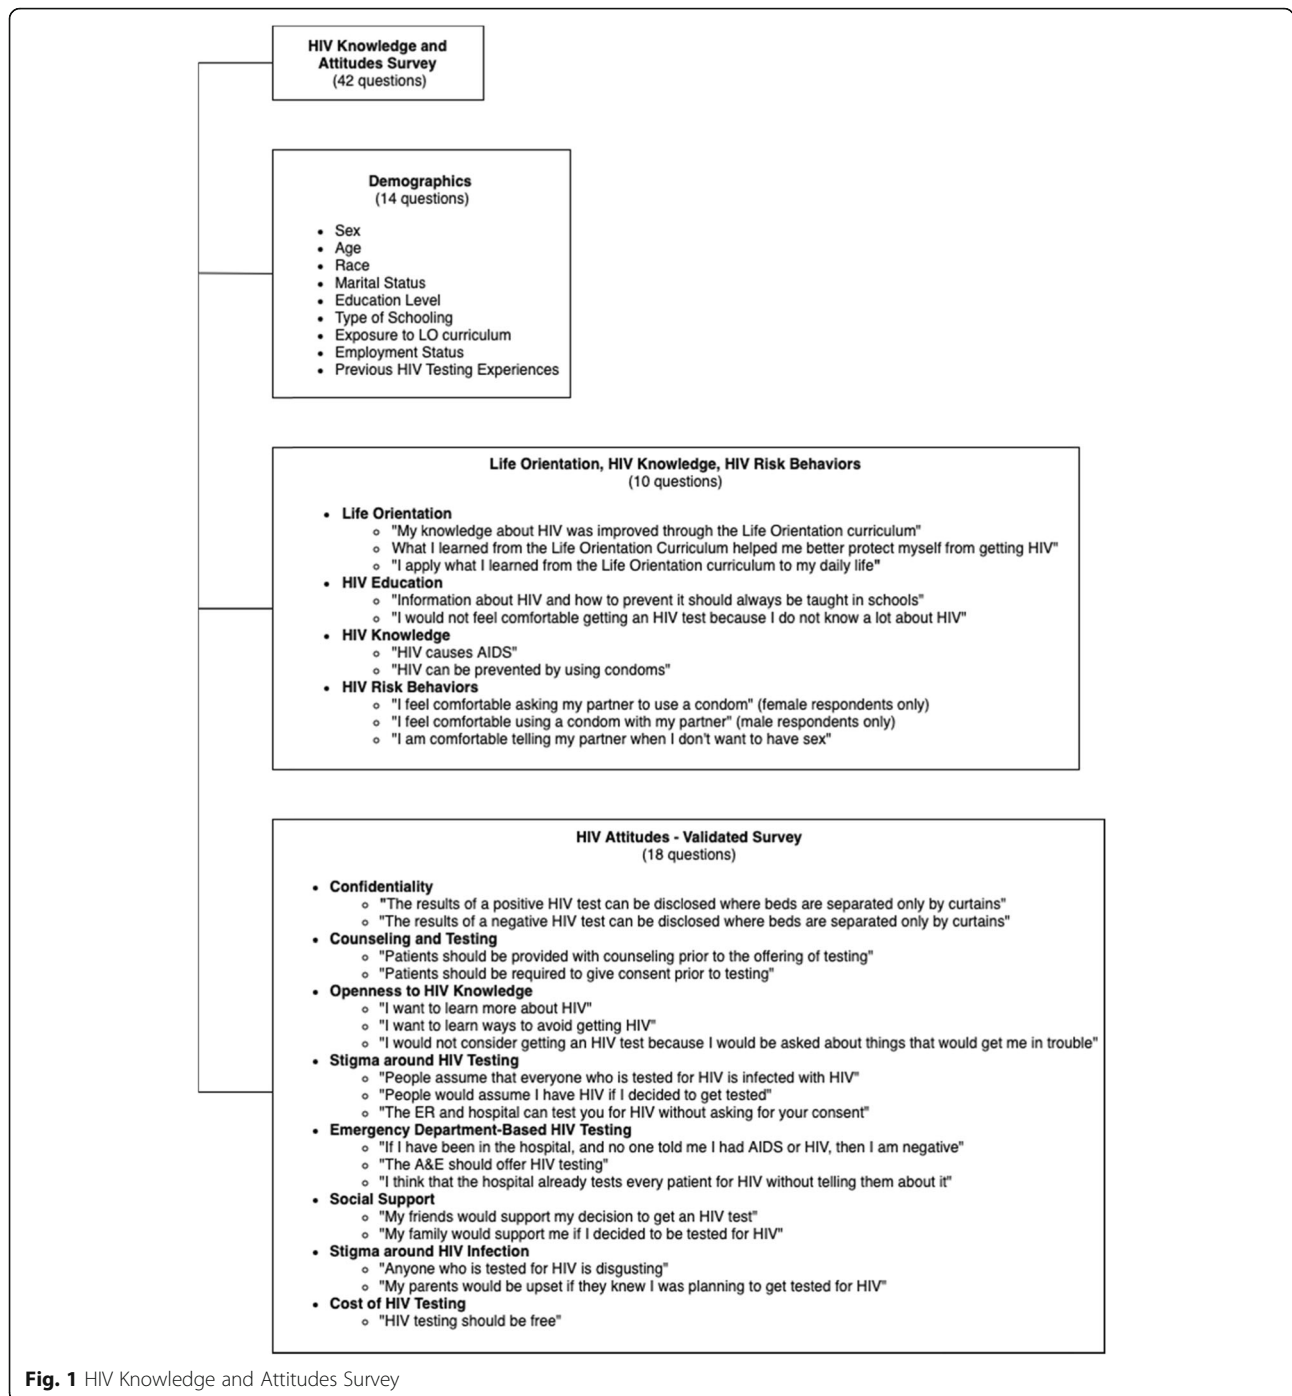 HIV Knowledge and
Attitudes Survey
(42 questions)
Demographics
(14 questions)
• Sex
• Age
• Race
• Marital Status
• Education Level
• Type of Schooling
• Exposure to LO curriculum
• Employment Status
• Previous HIV Testing Experiences
Life Orientation, HIV Knowledge, HIV Risk Behaviors
(10 questions)
• Life Orientation
○ "My knowledge about HIV was improved through the Life Orientation curriculum"
○ What I learned from the Life Orientation Curriculum helped me better protect myself from getting HIV"
○ "I apply what I learned from the Life Orientation curriculum to my daily life"
• HIV Education
○ "Information about HIV and how to prevent it should always be taught in schools"
○ "I would not feel comfortable getting an HIV test because I do not know a lot about HIV"
• HIV Knowledge
○ "HIV causes AIDS"
○ "HIV can be prevented by using condoms"
• HIV Risk Behaviors
○ "I feel comfortable asking my partner to use a condom" (female respondents only)
○ "I feel comfortable using a condom with my partner" (male respondents only)
○ "I am comfortable telling my partner when I don't want to have sex"
HIV Attitudes - Validated Survey
(18 questions)
• Confidentiality
○ "The results of a positive HIV test can be disclosed where beds are separated only by curtains"
○ "The results of a negative HIV test can be disclosed where beds are separated only by curtains"
• Counseling and Testing
○ "Patients should be provided with counseling prior to the offering of testing"
○ "Patients should be required to give consent prior to testing"
• Openness to HIV Knowledge
○ "I want to learn more about HIV"
○ "I want to learn ways to avoid getting HIV"
○ "I would not consider getting an HIV test because I would be asked about things that would get me in trouble"
• Stigma around HIV Testing
○ "People assume that everyone who is tested for HIV is infected with HIV"
○ "People would assume I have HIV if I decided to get tested"
○ "The ER and hospital can test you for HIV without asking for your consent"
• Emergency Department-Based HIV Testing
○ "If I have been in the hospital, and no one told me I had AIDS or HIV, then I am negative"
○ "The A&E should offer HIV testing"
○ "I think that the hospital already tests every patient for HIV without telling them about it"
• Social Support
○ "My friends would support my decision to get an HIV test"
○ "My family would support me if I decided to be tested for HIV"
• Stigma around HIV Infection
○ "Anyone who is tested for HIV is disgusting"
○ "My parents would be upset if they knew I was planning to get tested for HIV"
• Cost of HIV Testing
○ "HIV testing should be free"
Fig. 1 HIV Knowledge and Attitudes Survey